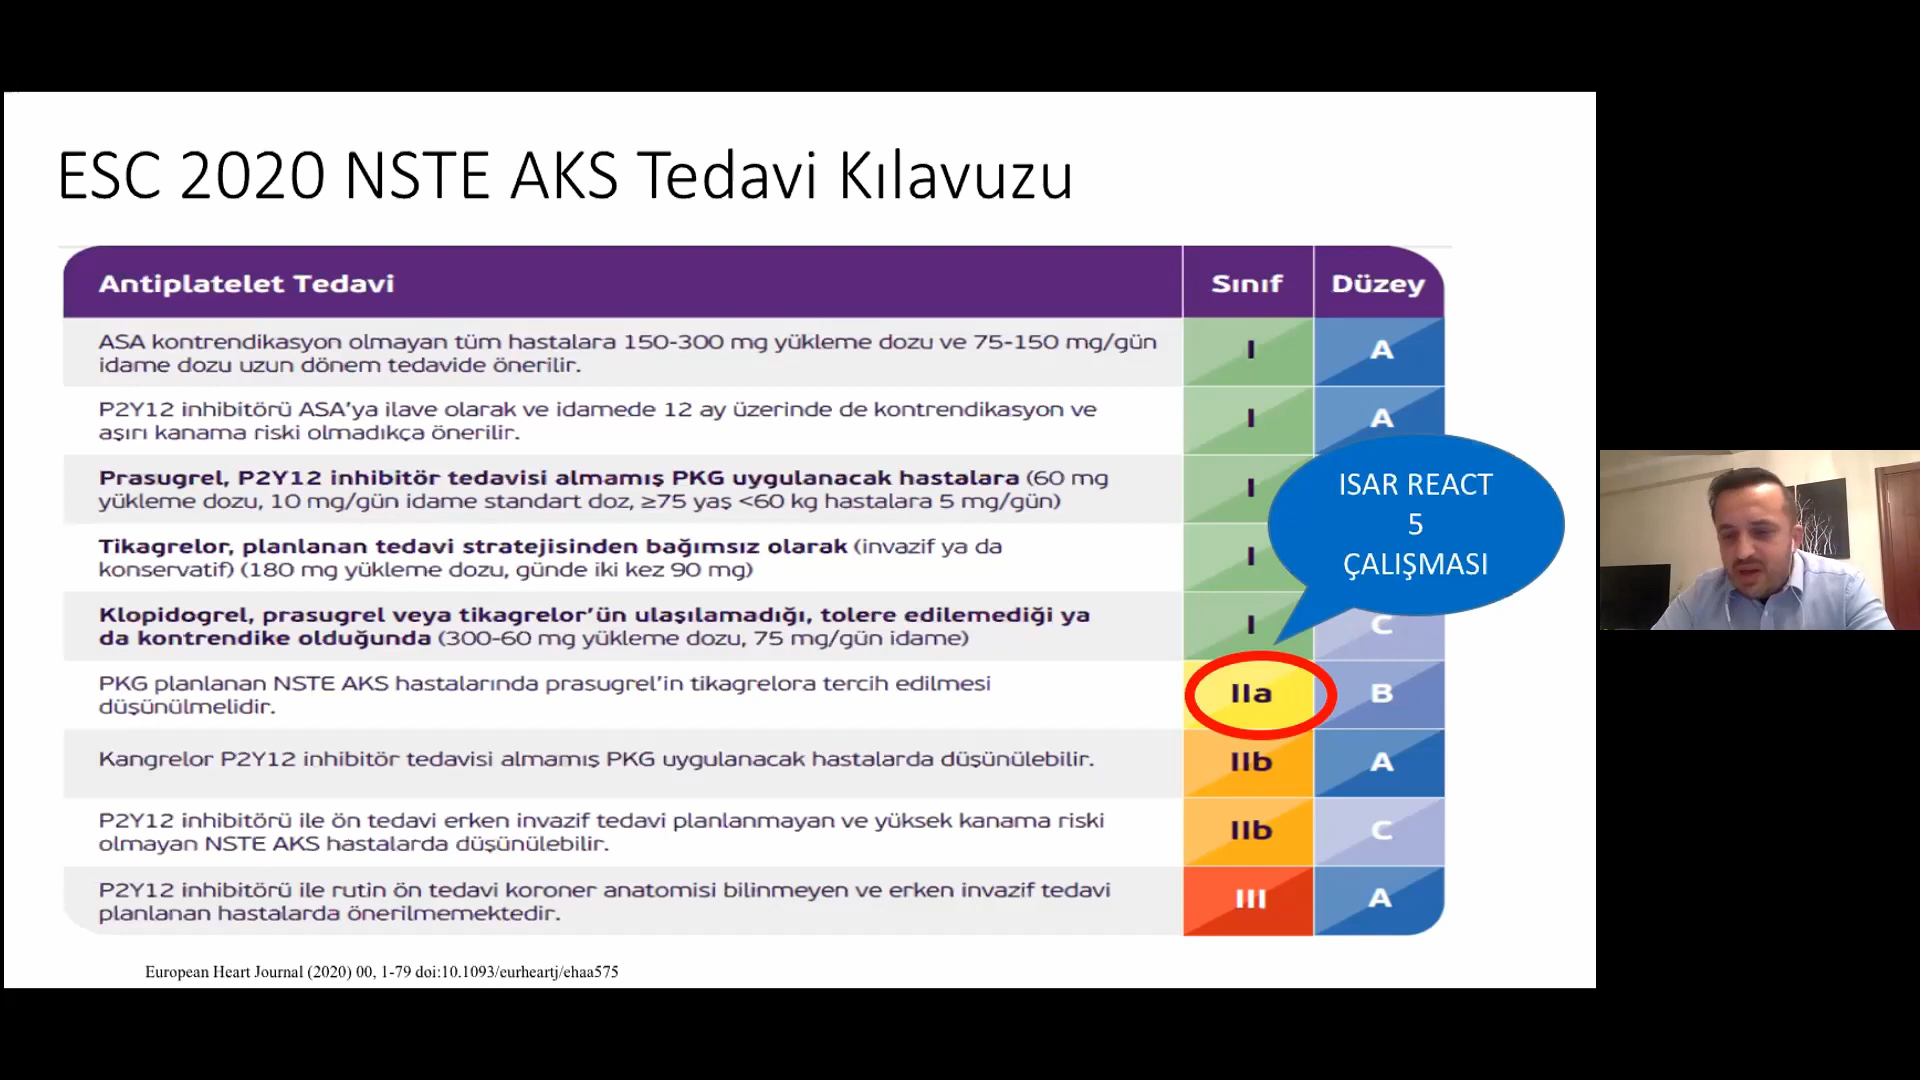 ESC 2020 NSTE AKS Tedavi Kılavuzu
Antiplatelet Tedavi Sınıf Düzey
ASA kontrendikasyon olmayan tüm hastalara 150-300 mg yükleme dozu ve 75-150 mg/gün
idame dozu uzun dönem tedavide önerilir.
I A
P2Y12 inhibitörü ASA'ya ilave olarak ve idamede 12 ay üzerinde de kontrendikasyon ve
aşırı kanama riski olmadıkça önerilir.
I A
Prasugrel, P2Y12 inhibitör tedavisi almamış PKG uygulanacak hastalara (60 mg
yükleme dozu, 10 mg/gün idame standart doz, ≥75 yaş <60 kg hastalara 5 mg/gün)
I
Tikagrelor, planlanan tedavi stratejisinden bağımsız olarak (invazif ya da
konservatif) (180 mg yükleme dozu, günde iki kez 90 mg)
I
Klopidogrel, prasugrel veya tikagrelor'ün ulaşılamadığı, tolere edilemediği ya
da kontrendike olduğunda (300-60 mg yükleme dozu, 75 mg/gün idame)
I C
ISAR REACT
5
ÇALIŞMASI
PKG planlanan NSTE AKS hastalarında prasugrel'in tikagrelora tercih edilmesi
düşünülmelidir.
IIa B
Kangrelor P2Y12 inhibitör tedavisi almamış PKG uygulanacak hastalarda düşünülebilir.
IIb A
P2Y12 inhibitörü ile ön tedavi erken invazif tedavi planlanmayan ve yüksek kanama riski
olmayan NSTE AKS hastalarda düşünülebilir.
IIb C
P2Y12 inhibitörü ile rutin ön tedavi koroner anatomisi bilinmeyen ve erken invazif tedavi
planlanan hastalarda önerilmemektedir.
III A
European Heart Journal (2020) 00, 1-79 doi:10.1093/eurheartj/ehaa575